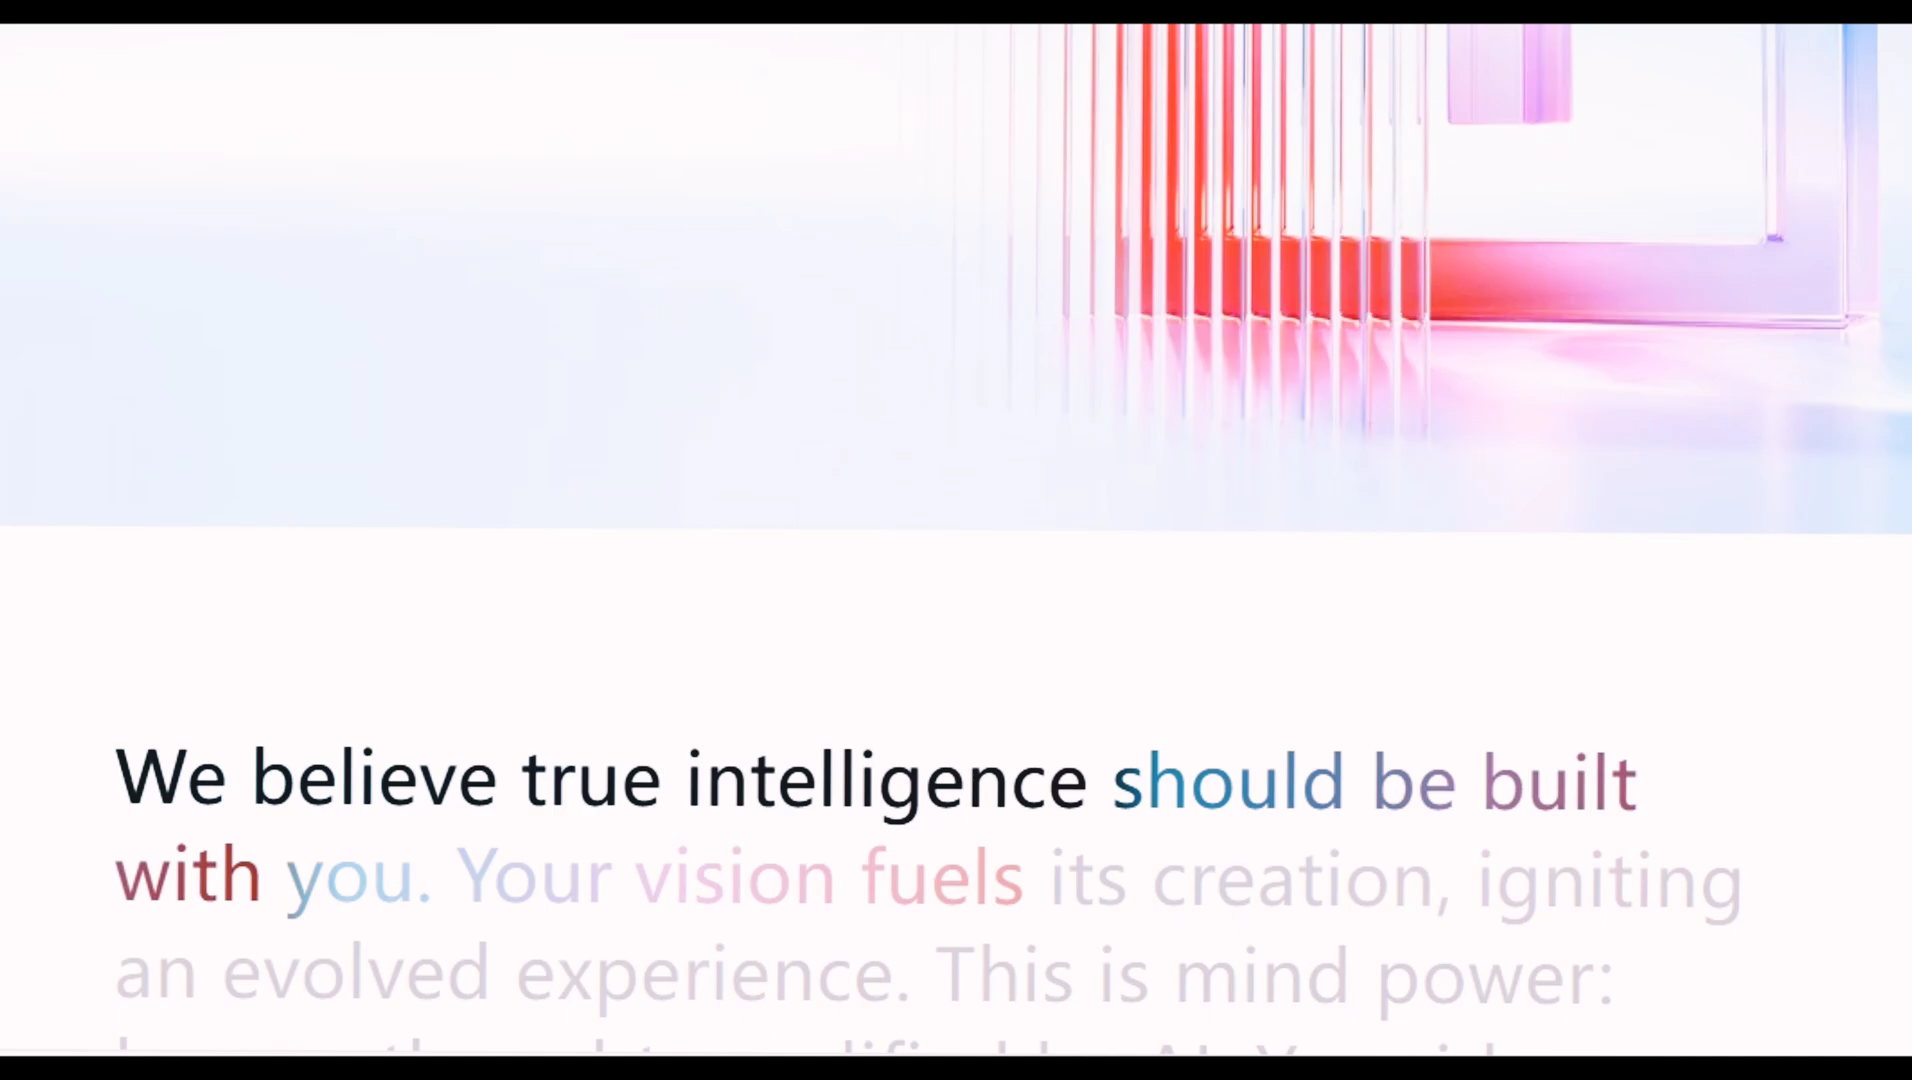 We believe true intelligence should be built
with you. Your vision fuels its creation, igniting
an evolved experience. This is mind power: